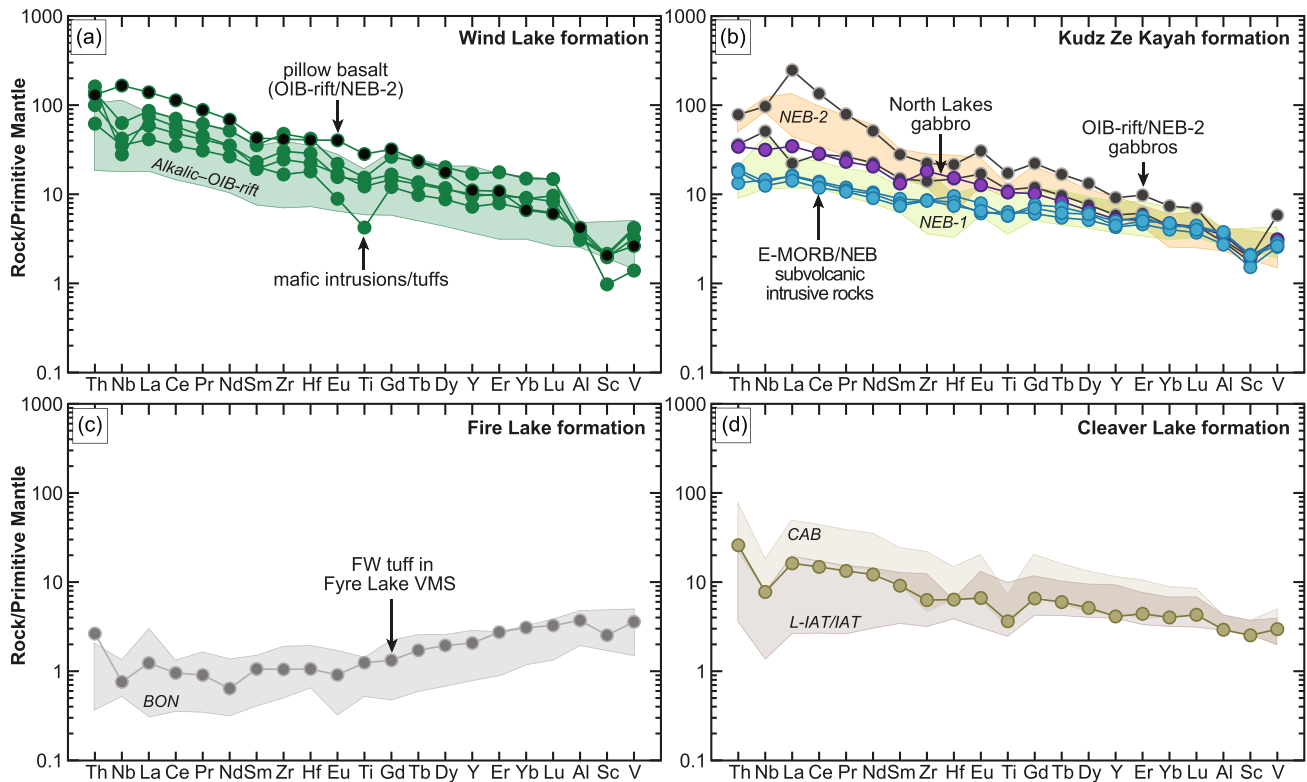 (a)
Wind Lake formation
1000
100
10
1
0.1
Rock/Primitive Mantle
pillow basalt
(OIB-rift/NEB-2)
Alkalic–OIB-rift
mafic intrusions/tuffs
Th Nb La Ce Pr Nd Sm Zr Hf Eu Ti Gd Tb Dy Y Er Yb Lu Al Sc V
(b)
Kudz Ze Kayah formation
1000
100
10
1
0.1
NEB-2
North Lakes
gabbro
OIB-rift/NEB-2
gabbros
NEB-1
E-MORB/NEB
subvolcanic
intrusive rocks
Th Nb La Ce Pr Nd Sm Zr Hf Eu Ti Gd Tb Dy Y Er Yb Lu Al Sc V
(c)
Fire Lake formation
1000
100
10
1
0.1
Rock/Primitive Mantle
FW tuff in
Fyre Lake VMS
BON
Th Nb La Ce Pr Nd Sm Zr Hf Eu Ti Gd Tb Dy Y Er Yb Lu Al Sc V
(d)
Cleaver Lake formation
1000
100
10
1
0.1
CAB
L-IAT/IAT
Th Nb La Ce Pr Nd Sm Zr Hf Eu Ti Gd Tb Dy Y Er Yb Lu Al Sc V